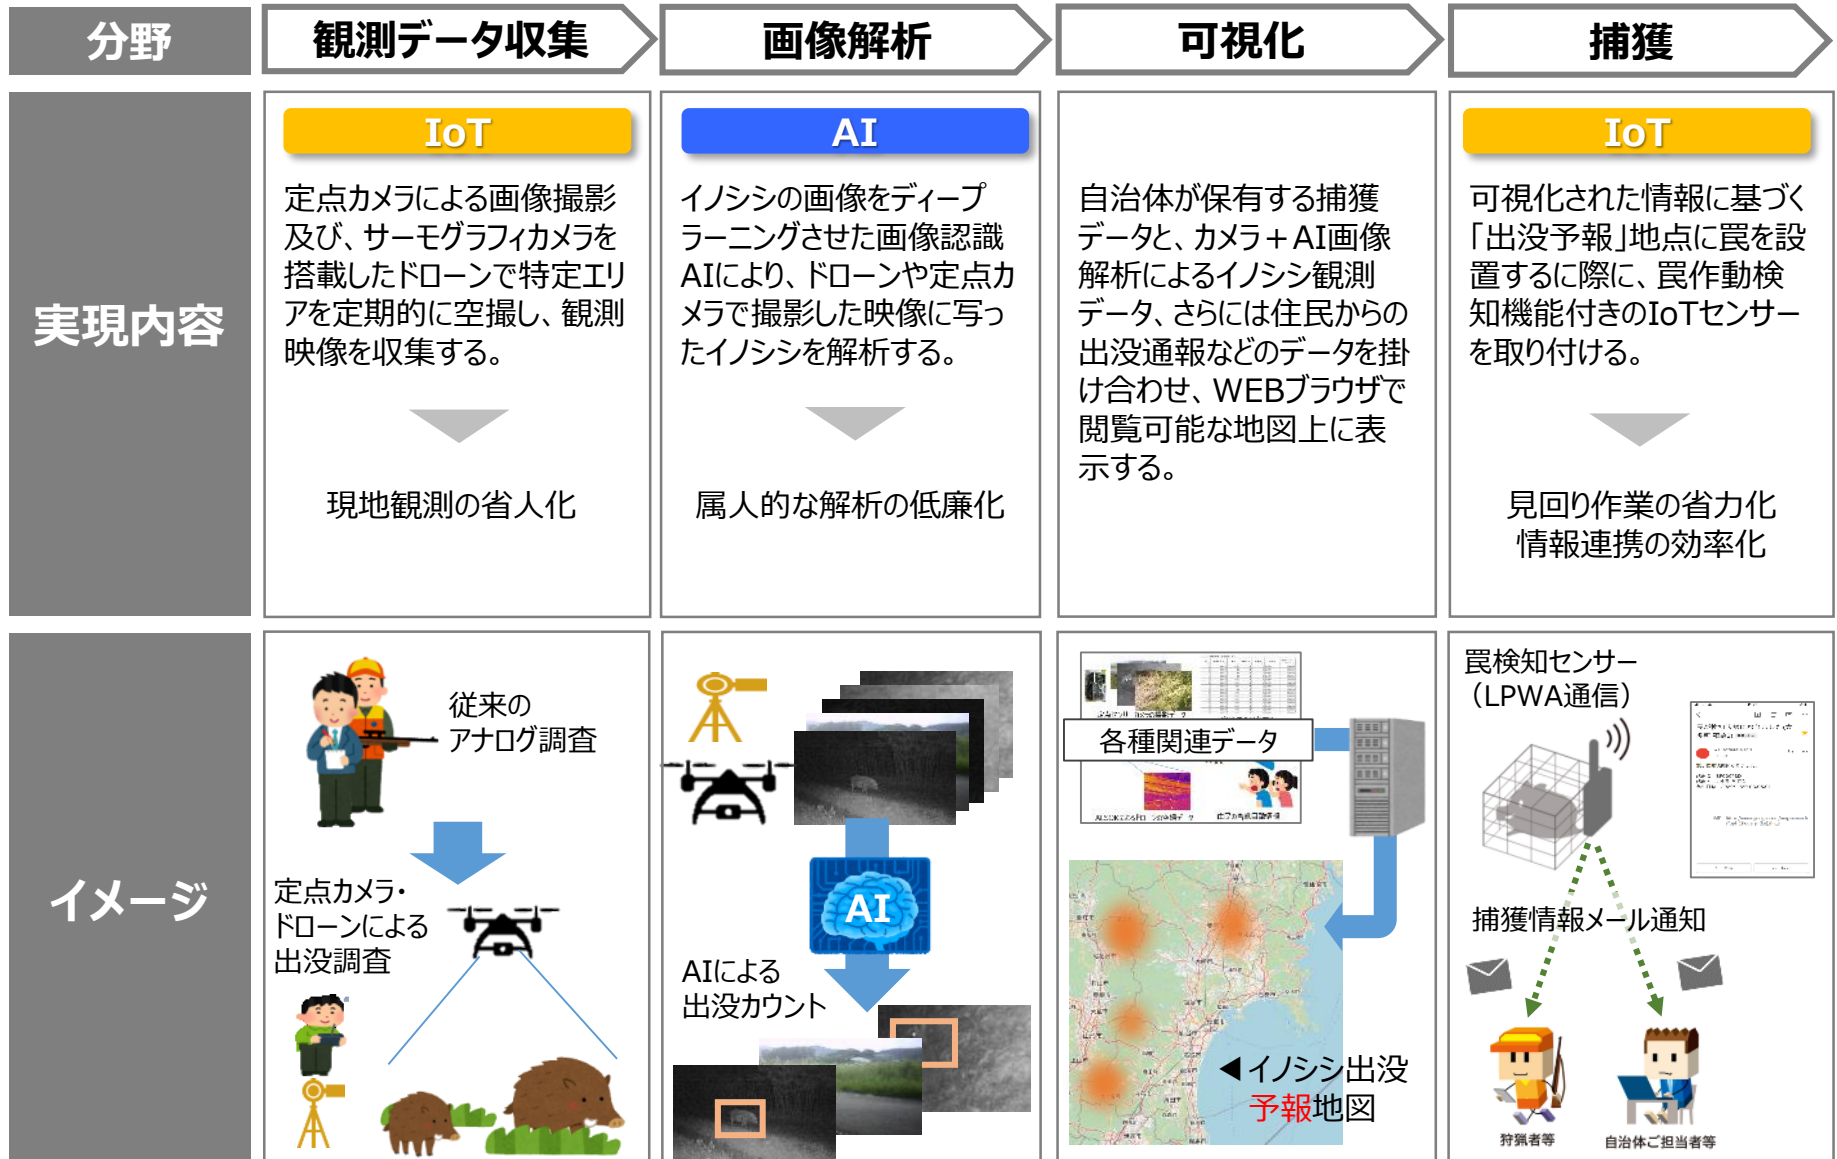 分野
観測データ収集
画像解析
可視化
捕獲
実現内容
IoT
定点カメラによる画像撮影
及び、サーモグラフィカメラを
搭載したドローンで特定エリ
アを定期的に空撮し、観測
映像を収集する。
現地観測の省人化
AI
イノシシの画像をディープ
ラーニングさせた画像認識
AIにより、ドローンや定点カ
メラで撮影した映像に写っ
たイノシシを解析する。
属人的な解析の低廉化
自治体が保有する捕獲
データと、カメラ+AI画像
解析によるイノシシ観測
データ、さらには住民からの
出没通報などのデータを掛
け合わせ、WEBブラウザで
閲覧可能な地図上に表
示する。
IoT
可視化された情報に基づく
「出没予報」地点に罠を設
置するに際に、罠作動検
知機能付きのIoTセンサー
を取り付ける。
見回り作業の省力化
情報連携の効率化
イメージ
従来の
アナログ調査
定点カメラ・
ドローンによる
出没調査
AI
AIによる
出没カウント
各種関連データ
◀イノシシ出没
予報地図
罠検知センサー
（LPWA通信）
捕獲情報メール通知
狩猟者等
自治体ご担当者等